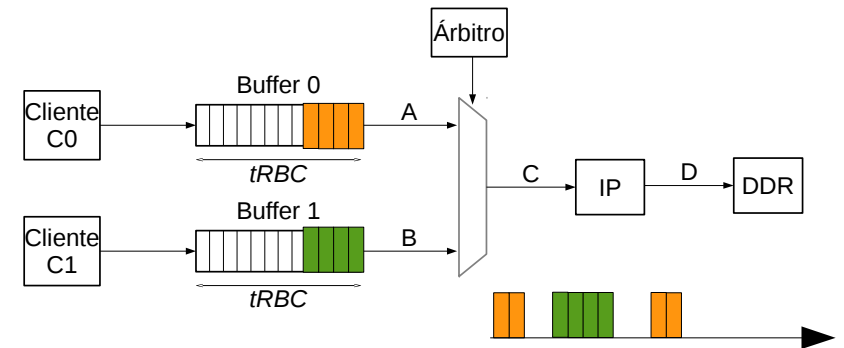 Árbitro
Buffer 0
Cliente
C0
A
tRBC
C
IP
D
DDR
Buffer 1
Cliente
C1
B
tRBC